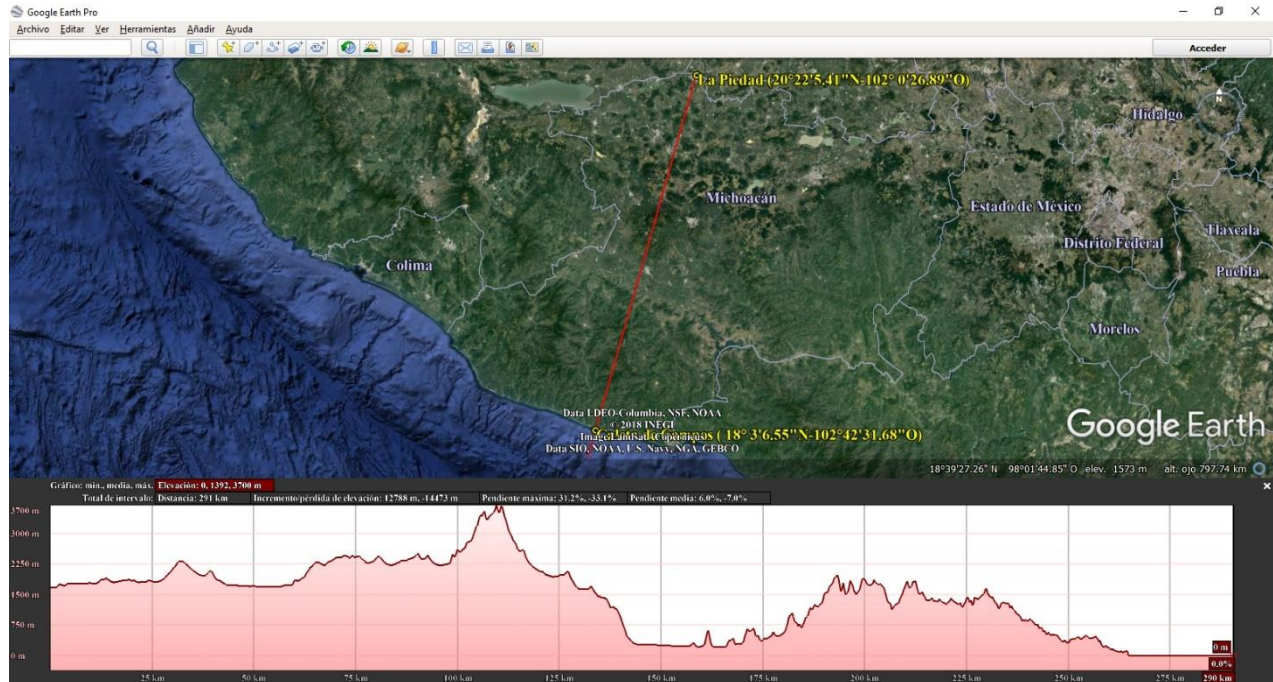 Google Earth Pro
Archivo Editar Ver Herramientas Añadir Ayuda
Acceder
La Piedad (20°22'5.41"N-102° 0'26.89"O)
Hidalgo
N
Michoacán
Estado de México
Tlaxcala
Distrito Federal
Puebla
Colima
Morelos
Data LDEO-Columbia, NSF, NOAA
© 2018 INEGI
( 18° 3'6.55"N-102°42'31.68"O)
Data SIO, NOAA, U.S. Navy, NGA, GEBCO
Google Earth
18°39'27.26" N 98°01'44.85" O elev. 1573 m alt. ojo 797.74 km
Gráfico: min., media, máx. Elevación: 0, 1392, 3700 m
Total de intervalo: Distancia: 291 km Incremento/pérdida de elevación: 12788 m, -14473 m Pendiente máxima: 31.2%, -33.1% Pendiente media: 6.0%, -7.0%
3700 m
3000 m
2250 m
1500 m
750 m
0 m
0 m
0.0%
25 km 50 km 75 km 100 km 125 km 150 km 175 km 200 km 225 km 250 km 275 km 290 km